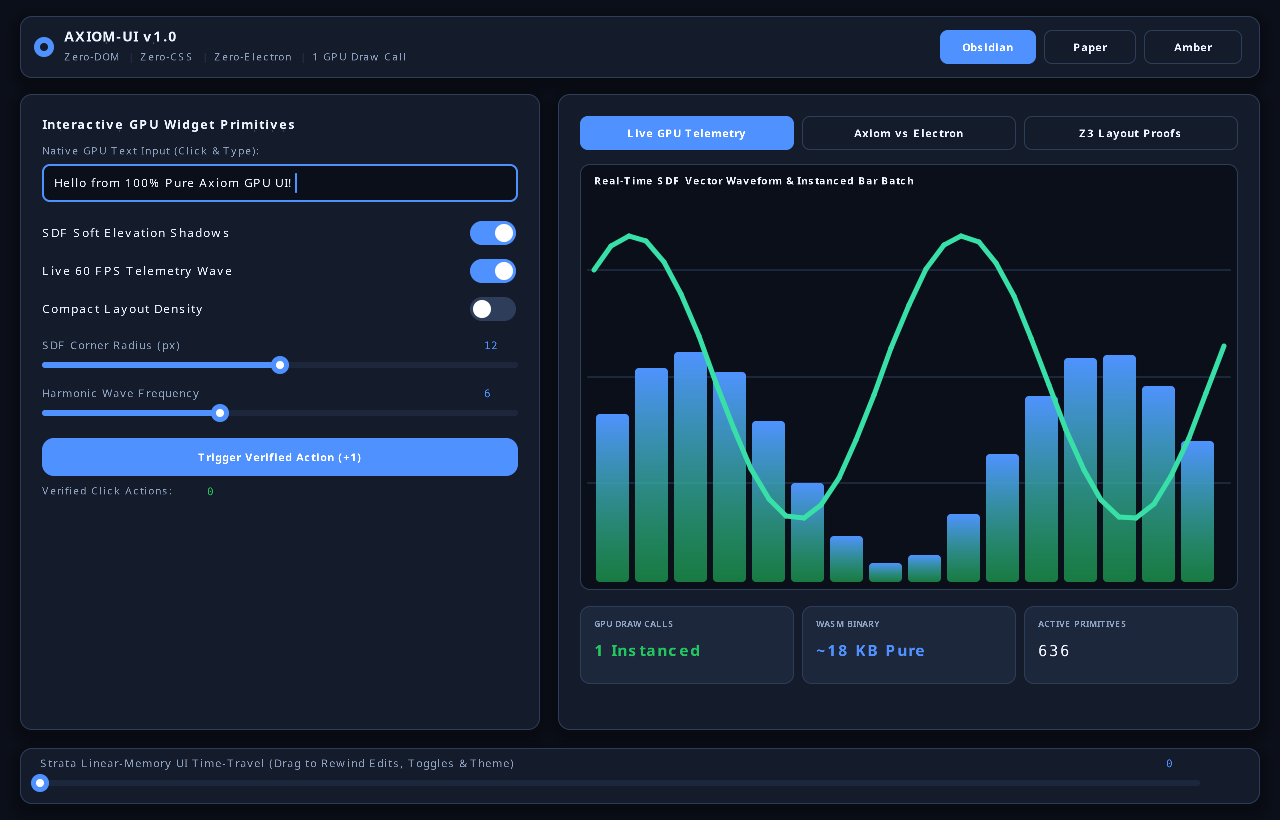 AXIOM-UI v1.0
Zero-DOM | Zero-CSS | Zero-Electron | 1 GPU Draw Call
Obsidian
Paper
Amber
Interactive GPU Widget Primitives
Native GPU Text Input (Click & Type):
Hello from 100% Pure Axiom GPU UI!
SDF Soft Elevation Shadows
Live 60 FPS Telemetry Wave
Compact Layout Density
SDF Corner Radius (px) 12
Harmonic Wave Frequency 6
Trigger Verified Action (+1)
Verified Click Actions: 0
Live GPU Telemetry
Axiom vs Electron
Z3 Layout Proofs
Real-Time SDF Vector Waveform & Instanced Bar Batch
GPU DRAW CALLS
1 Instanced
WASM BINARY
~18 KB Pure
ACTIVE PRIMITIVES
636
Strata Linear-Memory UI Time-Travel (Drag to Rewind Edits, Toggles & Theme) 0